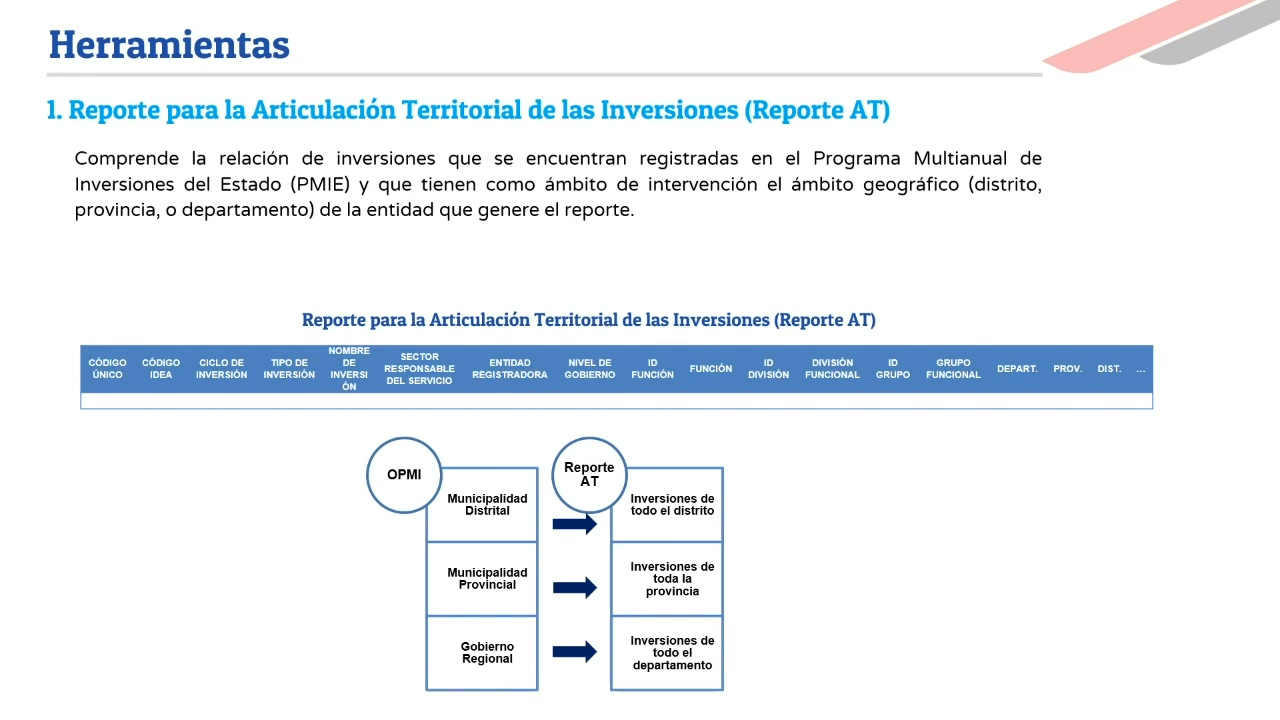 Herramientas
1. Reporte para la Articulación Territorial de las Inversiones (Reporte AT)
Comprende la relación de inversiones que se encuentran registradas en el Programa Multianual de
Inversiones del Estado (PMIE) y que tienen como ámbito de intervención el ámbito geográfico (distrito,
provincia, o departamento) de la entidad que genere el reporte.
Reporte para la Articulación Territorial de las Inversiones (Reporte AT)
CÓDIGO
ÚNICO
CÓDIGO
IDEA
CICLO DE
INVERSIÓN
TIPO DE
INVERSIÓN
NOMBRE
DE
INVERSI
ÓN
SECTOR
RESPONSABLE
DEL SERVICIO
ENTIDAD
REGISTRADORA
NIVEL DE
GOBIERNO
ID
FUNCIÓN
FUNCIÓN
ID
DIVISIÓN
DIVISIÓN
FUNCIONAL
ID
GRUPO
GRUPO
FUNCIONAL
DEPART.
PROV.
DIST.
...
OPMI
Reporte
AT
Municipalidad
Distrital
Inversiones de
todo el distrito
Municipalidad
Provincial
Inversiones de
toda la
provincia
Gobierno
Regional
Inversiones de
todo el
departamento